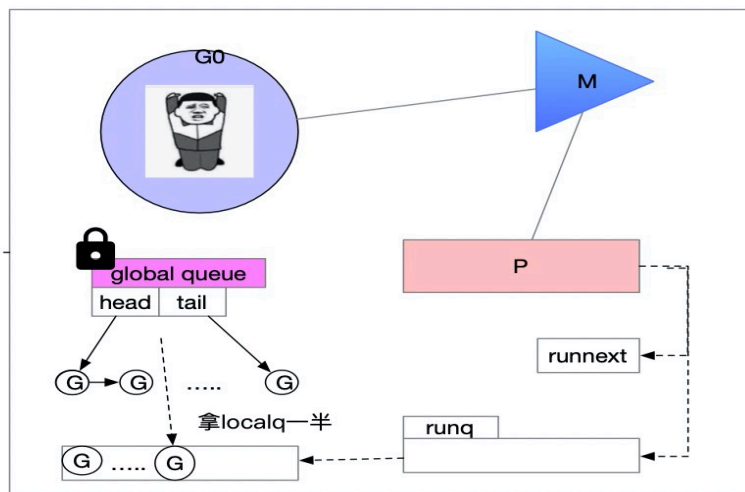 G0
M
global queue
head
tail
P
runnext
G
G
.....
G
拿localq一半
runq
G
.....
G